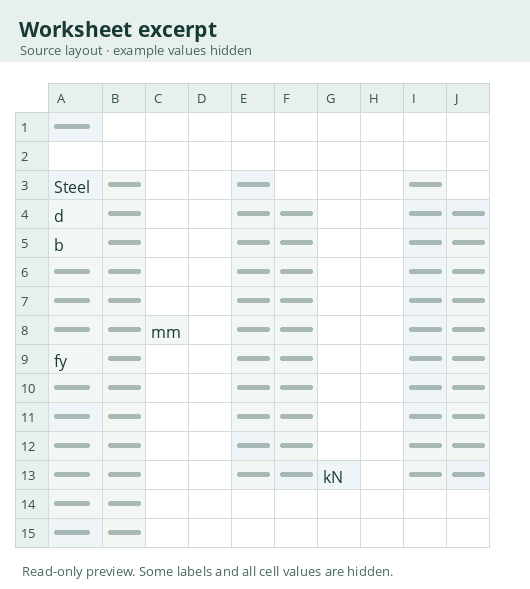 Worksheet excerpt
Source layout · example values hidden
A B C D E F G H I J
1
2
3 Steel
4 d
5 b
6
7
8 mm
9 fy
10
11
12
13 kN
14
15
Read-only preview. Some labels and all cell values are hidden.